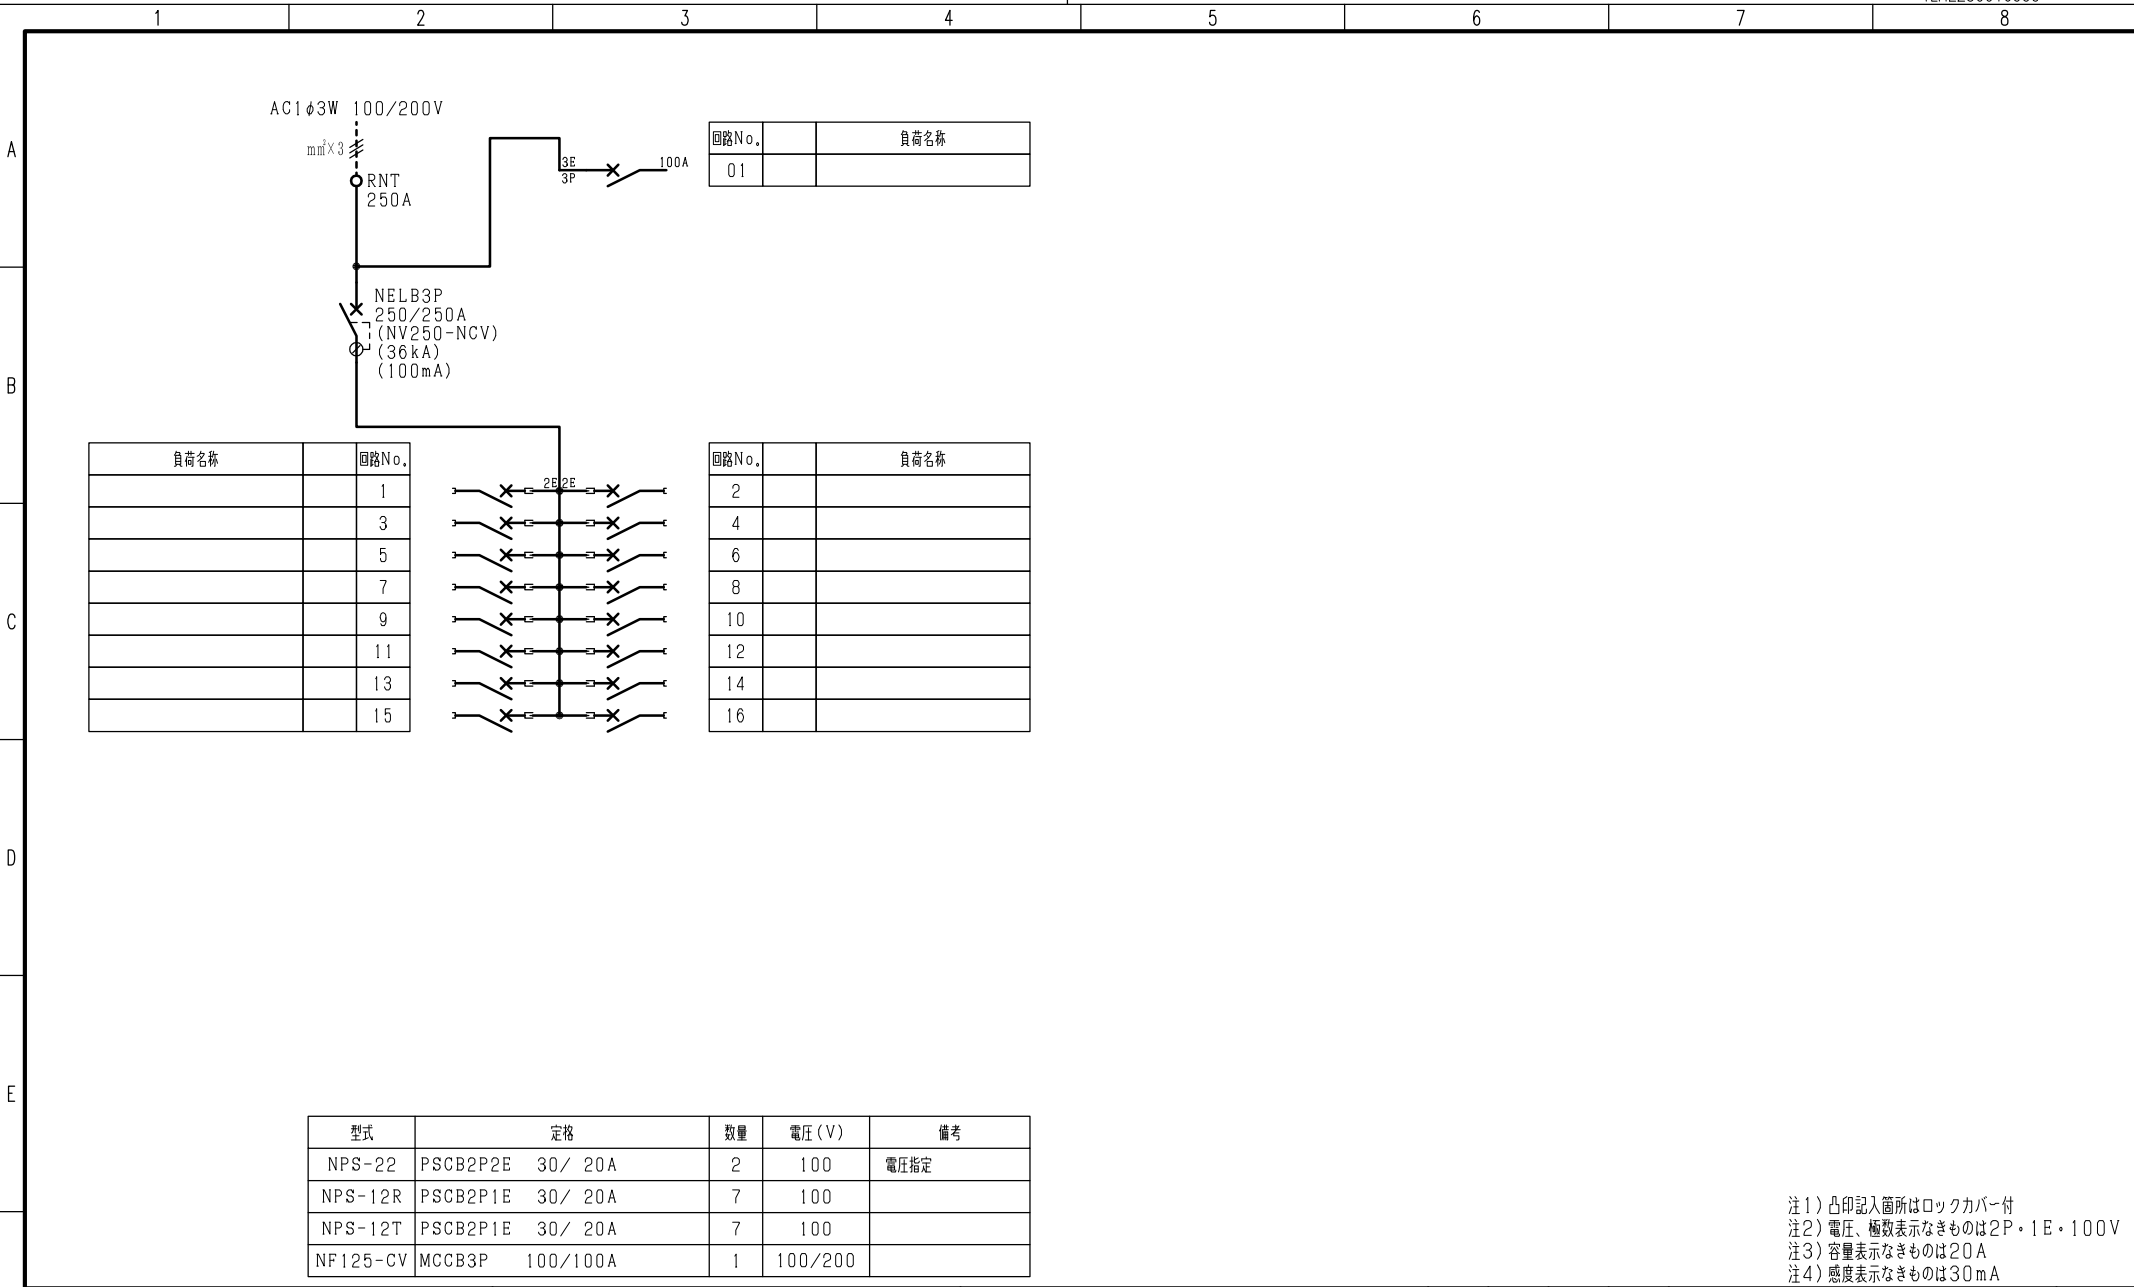 1 2 3 4 5 6 7 8
A
B
C
D
E
AC1φ3W 100/200V
mm²×3
RNT
250A
3E
3P
100A
回路No. 負荷名称
01
NELB3P
250/250A
(NV250-NCV)
(36kA)
(100mA)
負荷名称 回路No.
1
3
5
7
9
11
13
15
2E 2E
回路No. 負荷名称
2
4
6
8
10
12
14
16
型式 定格 数量 電圧(V) 備考
NPS-22 PSCB2P2E 30/ 20A 2 100 電圧指定
NPS-12R PSCB2P1E 30/ 20A 7 100
NPS-12T PSCB2P1E 30/ 20A 7 100
NF125-CV MCCB3P 100/100A 1 100/200
注1)凸印記入箇所はロックカバー付
注2)電圧、極数表示なきものは2P・1E・100V
注3)容量表示なきものは20A
注4)感度表示なきものは30mA